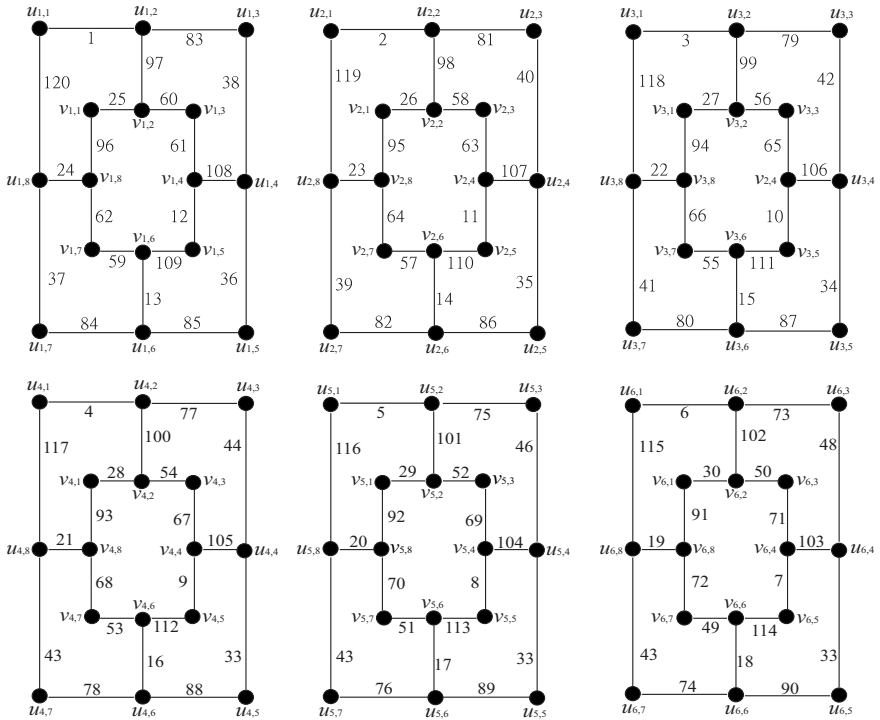 u1,1 u1,2 u1,3
1 83
97
120 38
25 60
v1,1 v1,2 v1,3
96 61
24 108
u1,8 v1,8 v1,4 u1,4
62 12
v1,7 v1,6 v1,5
59 109
37 36
13
84 85
u1,7 u1,6 u1,5
u2,1 u2,2 u2,3
2 81
98
119 40
26 58
v2,1 v2,2 v2,3
95 63
23 107
u2,8 v2,8 v2,4 u2,4
64 11
v2,7 v2,6 v2,5
57 110
39 35
14
82 86
u2,7 u2,6 u2,5
u3,1 u3,2 u3,3
3 79
99
118 42
27 56
v3,1 v3,2 v3,3
94 65
22 106
u3,8 v3,8 v2,4 u3,4
66 10
v3,7 v3,6 v3,5
55 111
41 34
15
80 87
u3,7 u3,6 u3,5
u4,1 u4,2 u4,3
4 77
100
117 44
28 54
v4,1 v4,2 v4,3
93 67
21 105
u4,8 v4,8 v4,4 u4,4
68 9
v4,7 v4,6 v4,5
53 112
43 33
16
78 88
u4,7 u4,6 u4,5
u5,1 u5,2 u5,3
5 75
101
116 46
29 52
v5,1 v5,2 v5,3
92 69
20 104
u5,8 v5,8 v5,4 u5,4
70 8
v5,7 v5,6 v5,5
51 113
43 33
17
76 89
u5,7 u5,6 u5,5
u6,1 u6,2 u6,3
6 73
102
115 48
30 50
v6,1 v6,2 v6,3
91 71
19 103
u6,8 v6,8 v6,4 u6,4
72 7
v6,7 v6,6 v6,5
49 114
43 33
18
74 90
u6,7 u6,6 u6,5